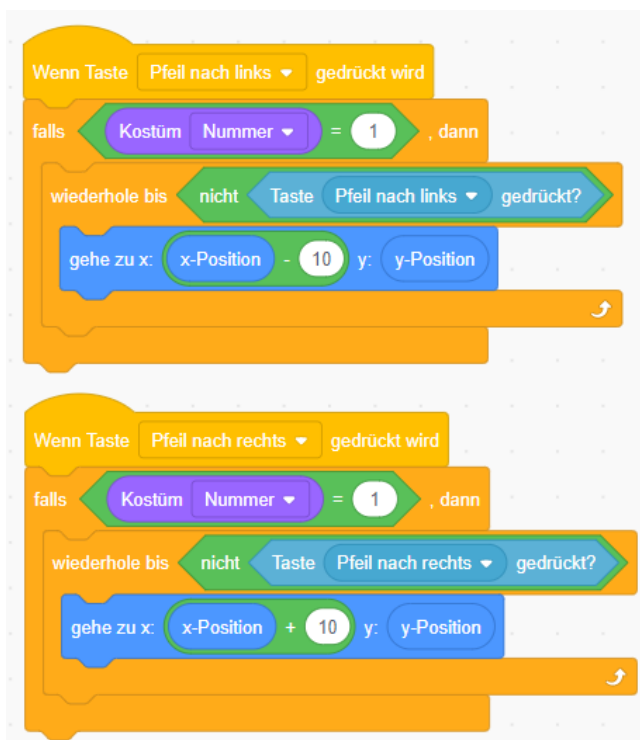 Wenn Taste Pfeil nach links gedrückt wird
falls Kostüm Nummer = 1 , dann
wiederhole bis nicht Taste Pfeil nach links gedrückt?
gehe zu x: x-Position - 10 y: y-Position
Wenn Taste Pfeil nach rechts gedrückt wird
falls Kostüm Nummer = 1 , dann
wiederhole bis nicht Taste Pfeil nach rechts gedrückt?
gehe zu x: x-Position + 10 y: y-Position